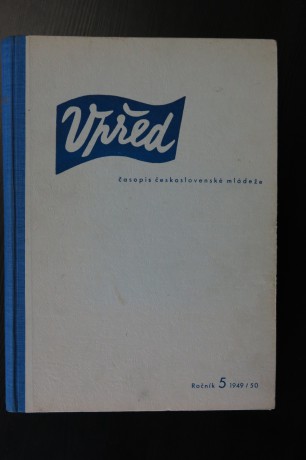 Vpřed
časopis československé mládeže
Ročník 5 1949/50